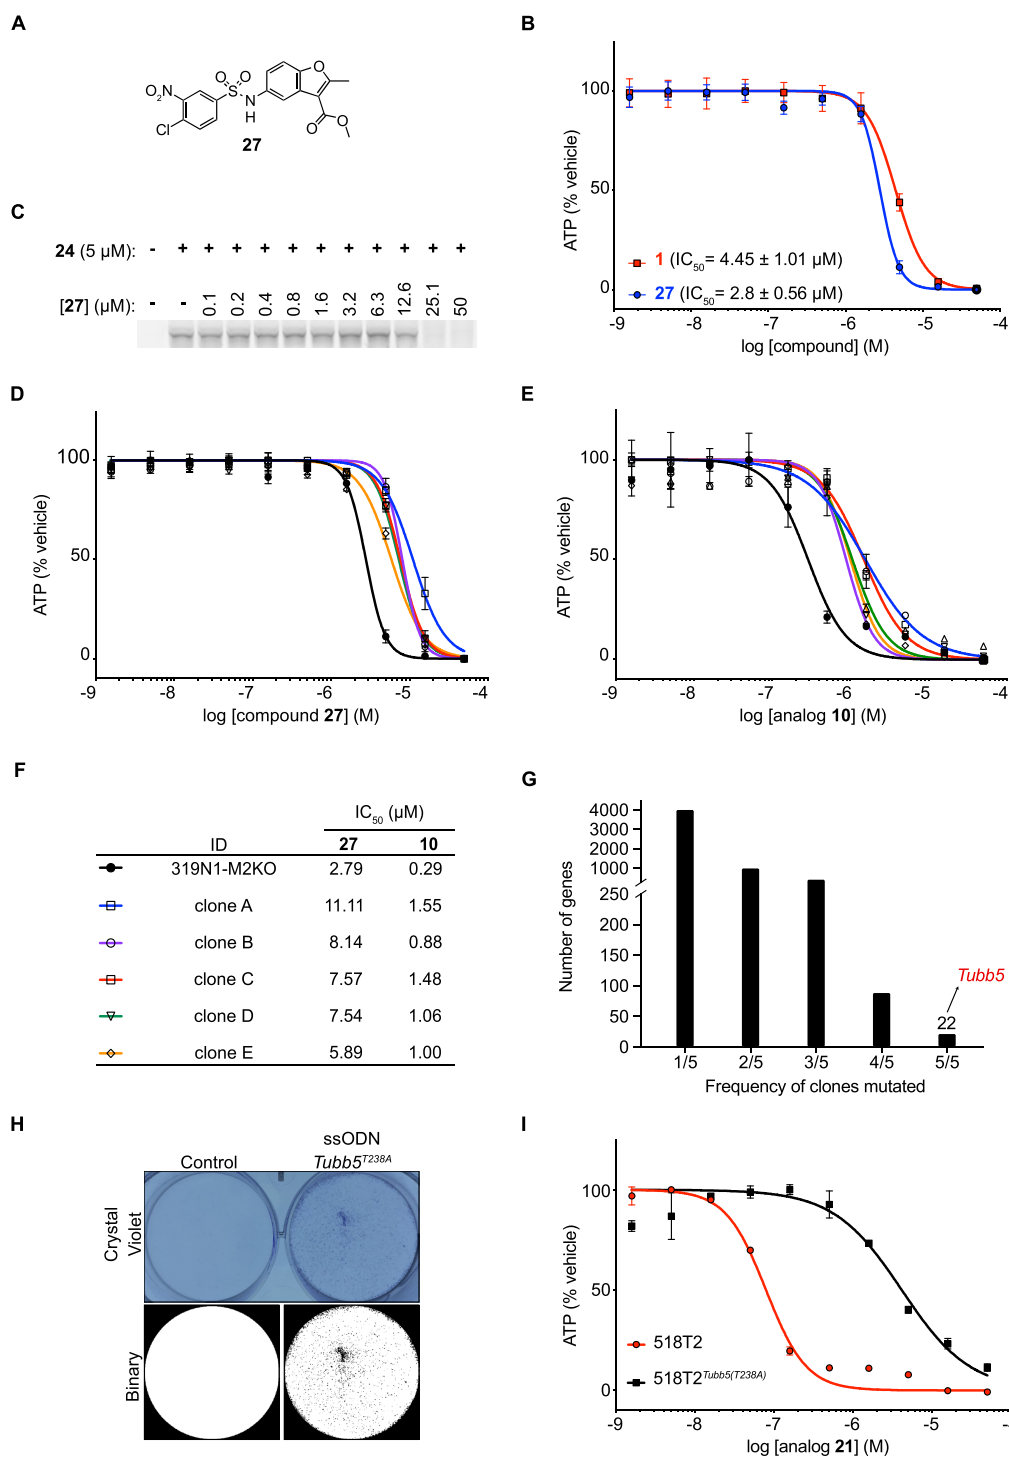 A
O
O
O
NO₂
S
N
H
Cl
O
O
27
B
ATP (% vehicle)
100
50
0
1 (IC₅₀= 4.45 ± 1.01 µM)
27 (IC₅₀= 2.8 ± 0.56 µM)
-9 -8 -7 -6 -5 -4
log [compound] (M)
C
24 (5 µM): - + + + + + + + + + + +
[27] (µM): - - 0.1 0.2 0.4 0.8 1.6 3.2 6.3 12.6 25.1 50
D
ATP (% vehicle)
100
50
0
-9 -8 -7 -6 -5 -4
log [compound 27] (M)
E
ATP (% vehicle)
100
50
0
-9 -8 -7 -6 -5 -4
log [analog 10] (M)
F
IC₅₀ (µM)
ID 27 10
319N1-M2KO 2.79 0.29
clone A 11.11 1.55
clone B 8.14 0.88
clone C 7.57 1.48
clone D 7.54 1.06
clone E 5.89 1.00
G
Number of genes
4000
3000
2000
1000
250
200
150
100
50
0
Tubb5
22
1/5 2/5 3/5 4/5 5/5
Frequency of clones mutated
H
ssODN
Control Tubb5ᵀ²³⁸ᴬ
Crystal
Violet
Binary
I
ATP (% vehicle)
100
50
0
518T2
518T2ᵀᵘᵇᵇ⁵⁽ᵀ²³⁸ᴬ⁾
-9 -8 -7 -6 -5 -4
log [analog 21] (M)